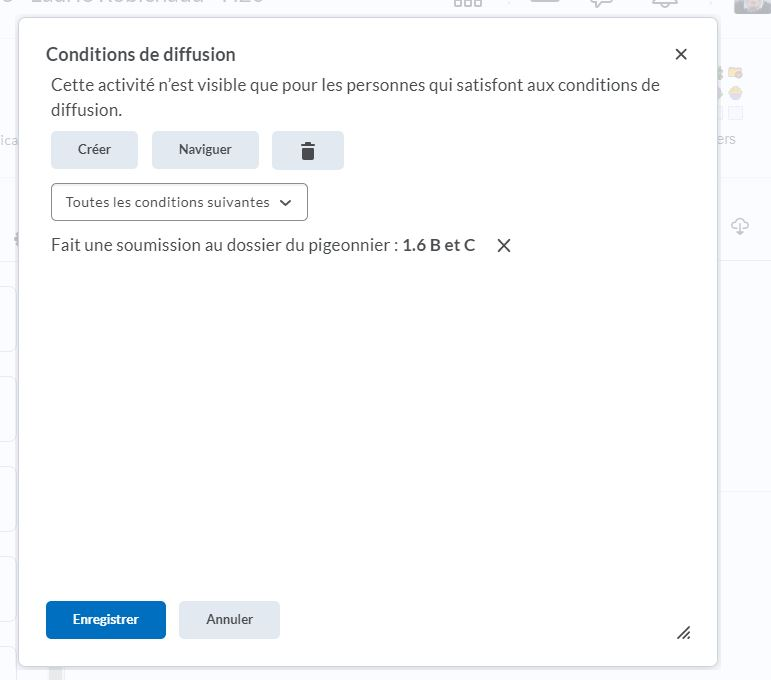 Conditions de diffusion
Cette activité n'est visible que pour les personnes qui satisfont aux conditions de
diffusion.
Créer
Naviguer
Toutes les conditions suivantes
Fait une soumission au dossier du pigeonnier : 1.6 B et C
Enregistrer
Annuler